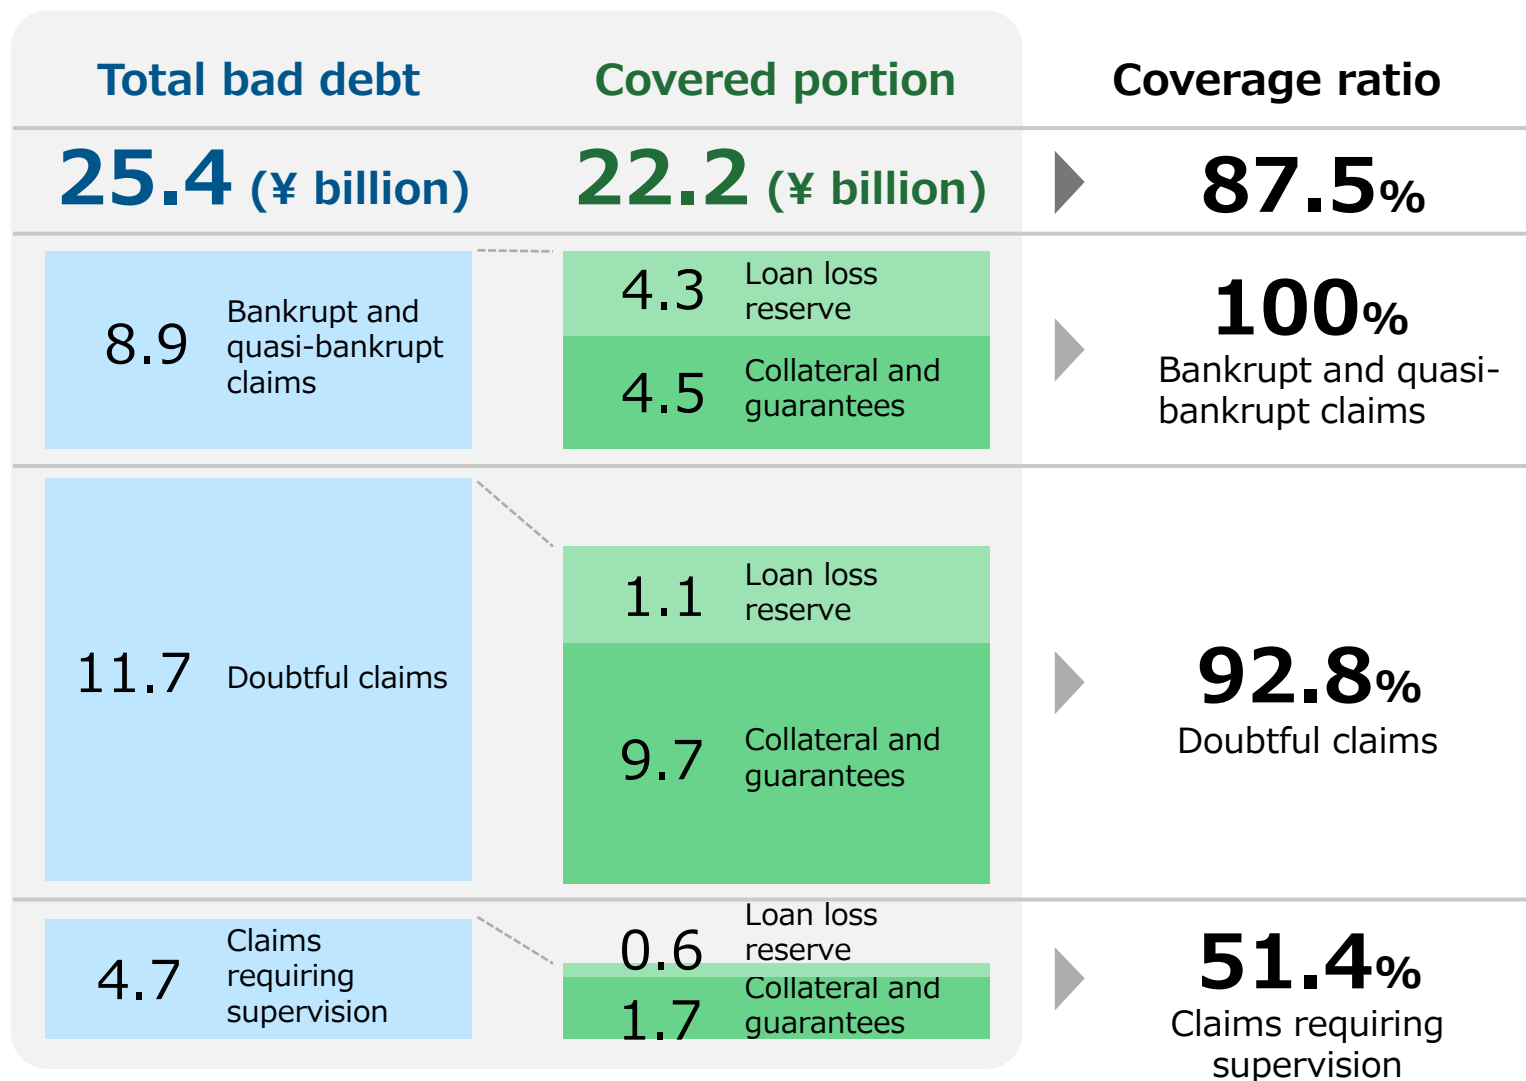 Total bad debt
Covered portion
Coverage ratio
25.4 (¥ billion)
22.2 (¥ billion)
87.5%
8.9
Bankrupt and
quasi-bankrupt
claims
4.3
Loan loss
reserve
4.5
Collateral and
guarantees
100%
Bankrupt and quasi-
bankrupt claims
11.7
Doubtful claims
1.1
Loan loss
reserve
9.7
Collateral and
guarantees
92.8%
Doubtful claims
4.7
Claims
requiring
supervision
0.6
Loan loss
reserve
1.7
Collateral and
guarantees
51.4%
Claims requiring
supervision